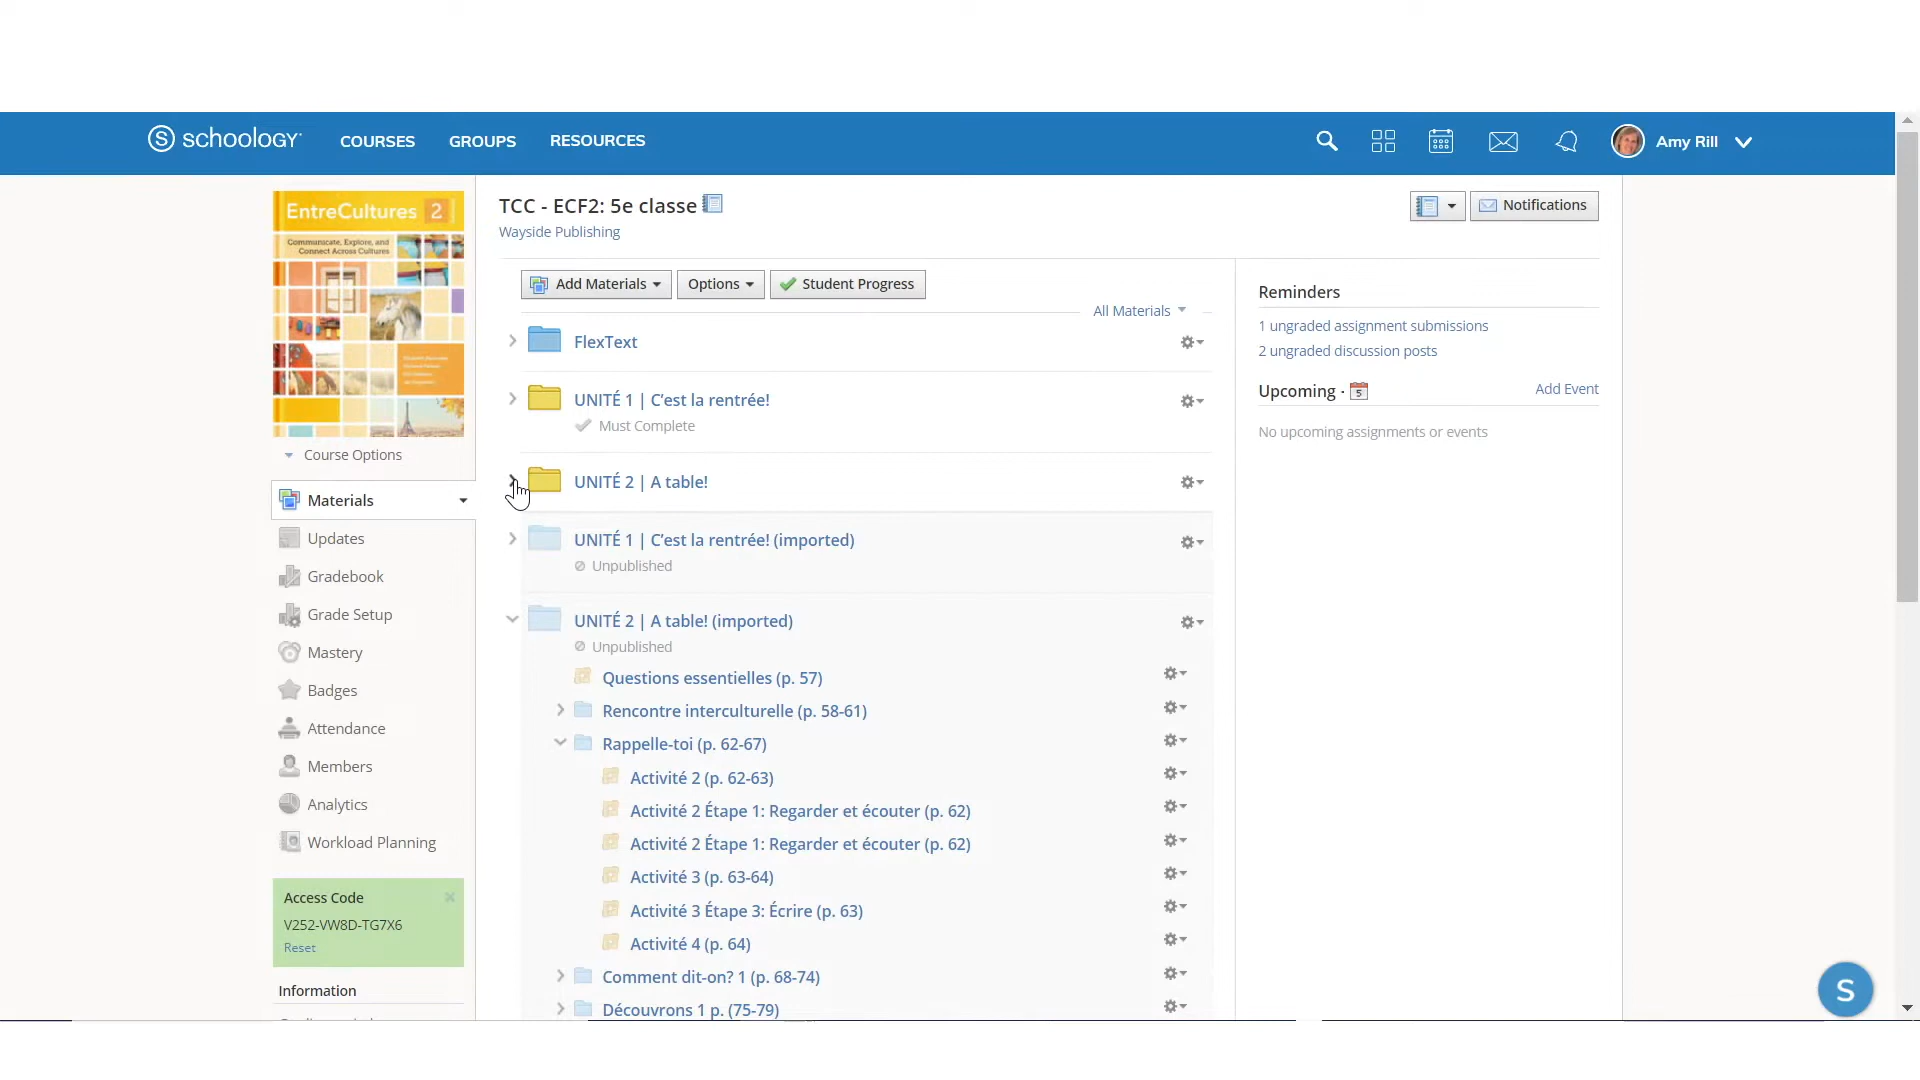 schoology
COURSES
GROUPS
RESOURCES
Amy Rill
EntreCultures 2
Communicate, Explore, and
Connect Across Cultures
Course Options
Materials
Updates
Gradebook
Grade Setup
Mastery
Badges
Attendance
Members
Analytics
Workload Planning
Access Code
V252-VW8D-TG7X6
Reset
Information
TCC - ECF2: 5e classe
Wayside Publishing
Notifications
Add Materials
Options
Student Progress
All Materials
FlexText
UNITÉ 1 | C’est la rentrée!
Must Complete
UNITÉ 2 | A table!
UNITÉ 1 | C’est la rentrée! (imported)
Unpublished
UNITÉ 2 | A table! (imported)
Unpublished
Questions essentielles (p. 57)
Rencontre interculturelle (p. 58-61)
Rappelle-toi (p. 62-67)
Activité 2 (p. 62-63)
Activité 2 Étape 1: Regarder et écouter (p. 62)
Activité 2 Étape 1: Regarder et écouter (p. 62)
Activité 3 (p. 63-64)
Activité 3 Étape 3: Écrire (p. 63)
Activité 4 (p. 64)
Comment dit-on? 1 (p. 68-74)
Découvrons 1 p. (75-79)
Reminders
1 ungraded assignment submissions
2 ungraded discussion posts
Upcoming · 5
Add Event
No upcoming assignments or events
S